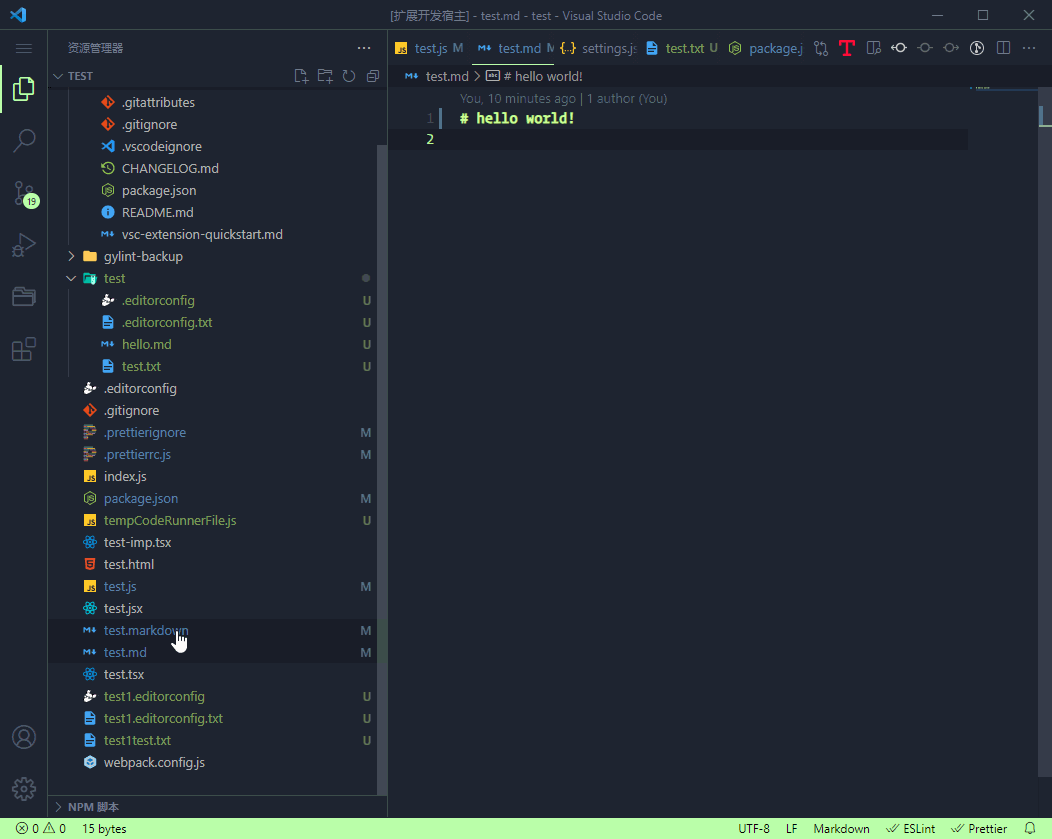 [扩展开发宿主] - test.md - test - Visual Studio Code
资源管理器
test.js M test.md M settings.js test.txt U package.j
TEST
test.md > # hello world!
You, 10 minutes ago | 1 author (You)
1 # hello world!
2
.gitattributes
.gitignore
.vscodeignore
CHANGELOG.md
package.json
README.md
vsc-extension-quickstart.md
gylint-backup
test
.editorconfig U
.editorconfig.txt U
hello.md U
test.txt U
.editorconfig
.gitignore
.prettierignore M
.prettierrc.js M
index.js
package.json M
tempCodeRunnerFile.js U
test-imp.tsx
test.html
test.js M
test.jsx
test.markdown M
test.md M
test.tsx
test1.editorconfig U
test1.editorconfig.txt U
test1test.txt U
webpack.config.js
19
NPM 脚本
0 0 15 bytes UTF-8 LF Markdown ESLint Prettier